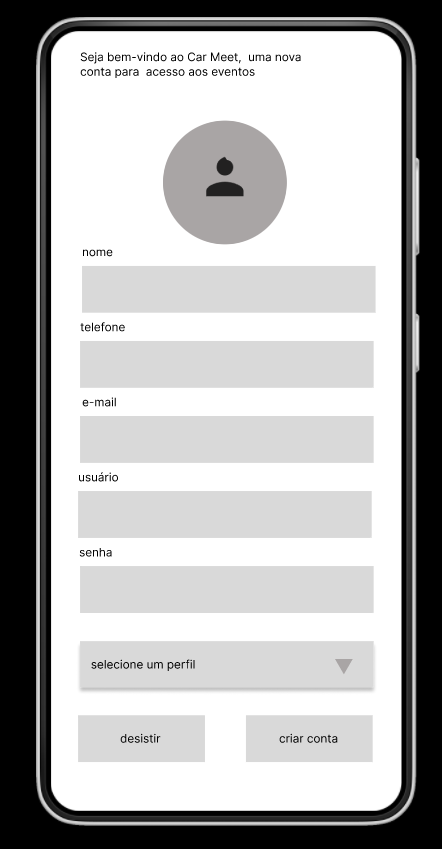 Seja bem-vindo ao Car Meet,  uma nova
conta para  acesso aos eventos
nome
telefone
e-mail
usuário
senha
selecione um perfil
desistir
criar conta